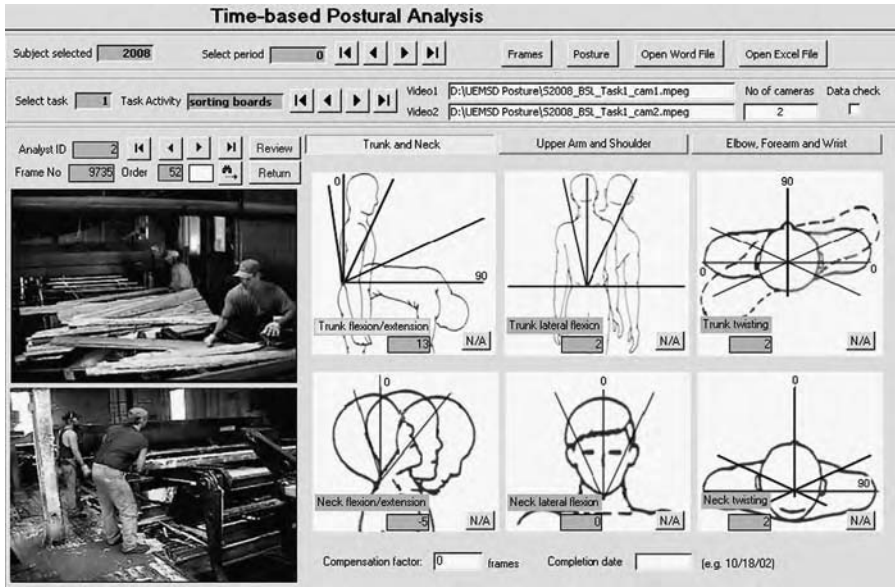 Time-based Postural Analysis
Subject selected 2008 Select period 0 Frames Posture Open Word File Open Excel File
Select task 1 Task Activity sorting boards
Video1 D:\UEMSD Posture\S2008_BSL_Task1_cam1.mpeg
Video2 D:\UEMSD Posture\S2008_BSL_Task1_cam2.mpeg
No of cameras 2
Data check
Analyst ID 2 Review
Frame No 9735 Order 52 Return
Trunk and Neck Upper Arm and Shoulder Elbow, Forearm and Wrist
0
90
Trunk flexion/extension
13 N/A
Trunk lateral flexion
2 N/A
90
0 0
Trunk twisting
2 N/A
0
Neck flexion/extension
-5 N/A
0
Neck lateral flexion
0 N/A
0
90
Neck twisting
2 N/A
Compensation factor: 0 frames Completion date (e.g. 10/18/02)